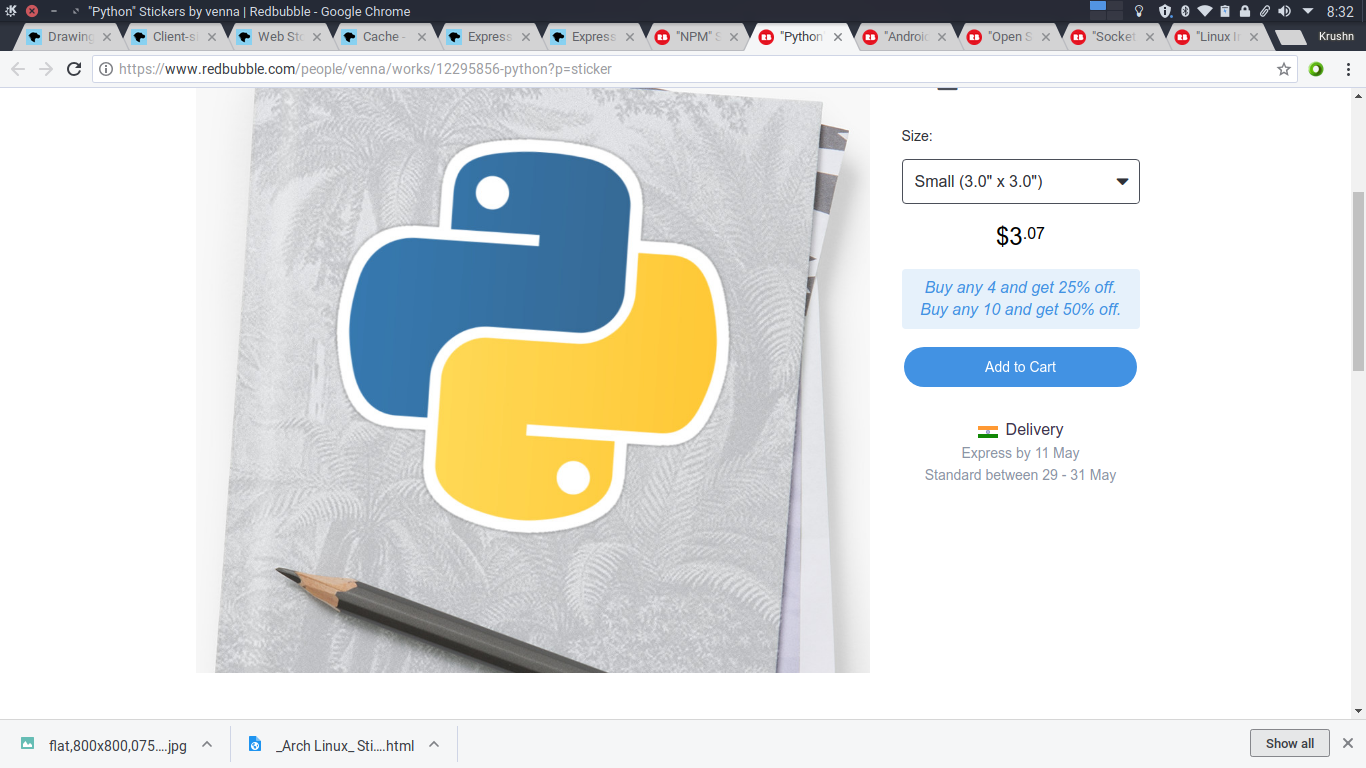 "Python" Stickers by venna | Redbubble - Google Chrome
8:32
Drawing
Client-si
Web Sto
Cache -
Express
Express
"NPM" S
"Python
"Androi
"Open S
"Socket
"Linux I
Krushn
https://www.redbubble.com/people/venna/works/12295856-python?p=sticker
Size:
Small (3.0" x 3.0")
$3.07
Buy any 4 and get 25% off.
Buy any 10 and get 50% off.
Add to Cart
Delivery
Express by 11 May
Standard between 29 - 31 May
flat,800x800,075....jpg
_Arch Linux_ Sti....html
Show all